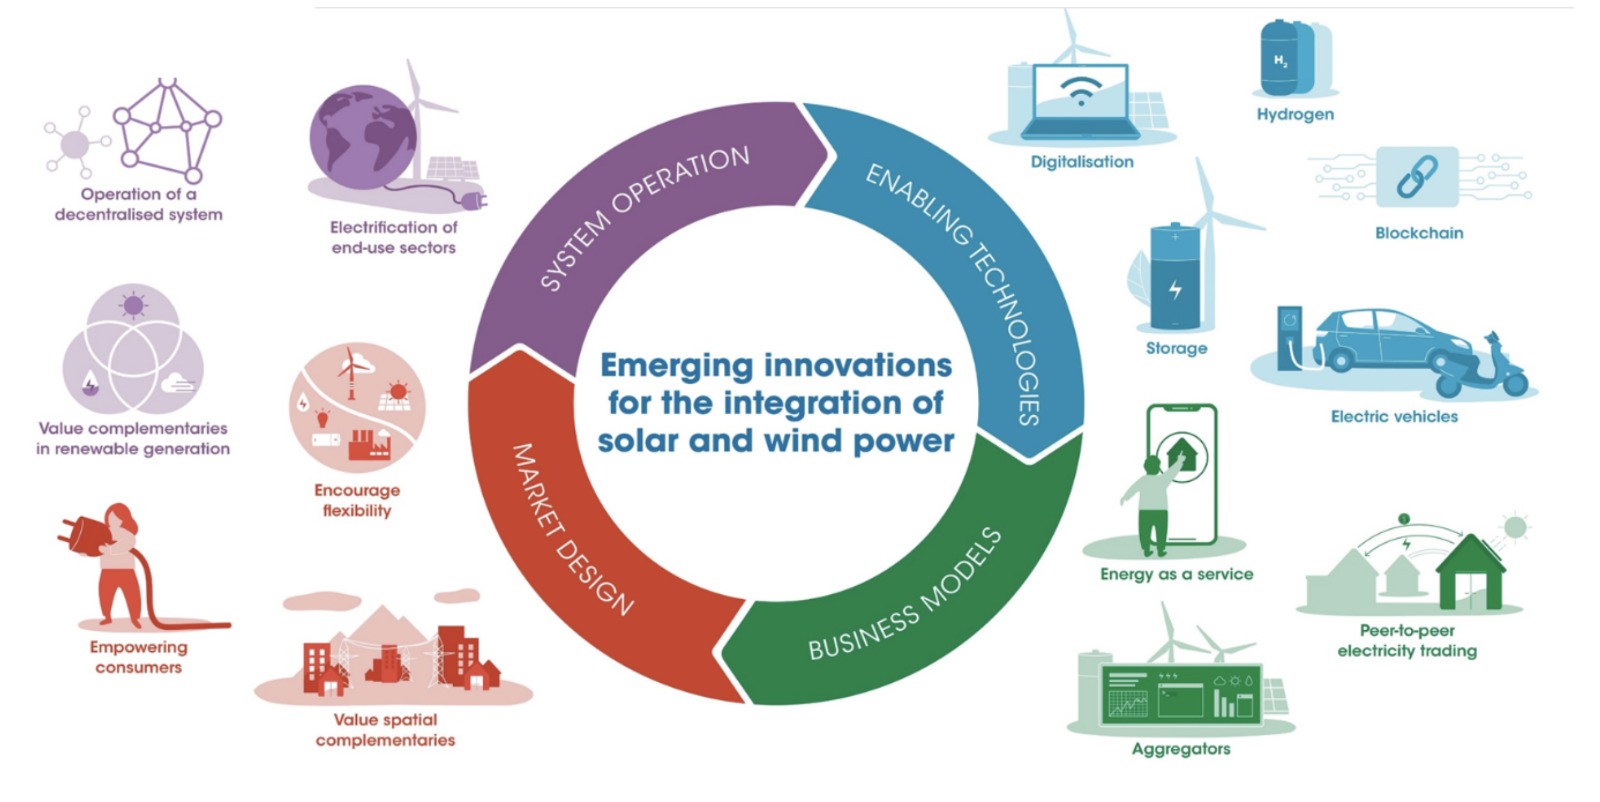 Operation of a
decentralised system
Electrification of
end-use sectors
Value complementaries
in renewable generation
SYSTEM OPERATION
ENABLING TECHNOLOGIES
Digitalisation
H2
Hydrogen
Blockchain
Storage
Electric vehicles
Emerging innovations
for the integration of
solar and wind power
MARKET DESIGN
BUSINESS MODELS
Encourage
flexibility
Empowering
consumers
Value spatial
complementaries
Energy as a service
Peer-to-peer
electricity trading
Aggregators